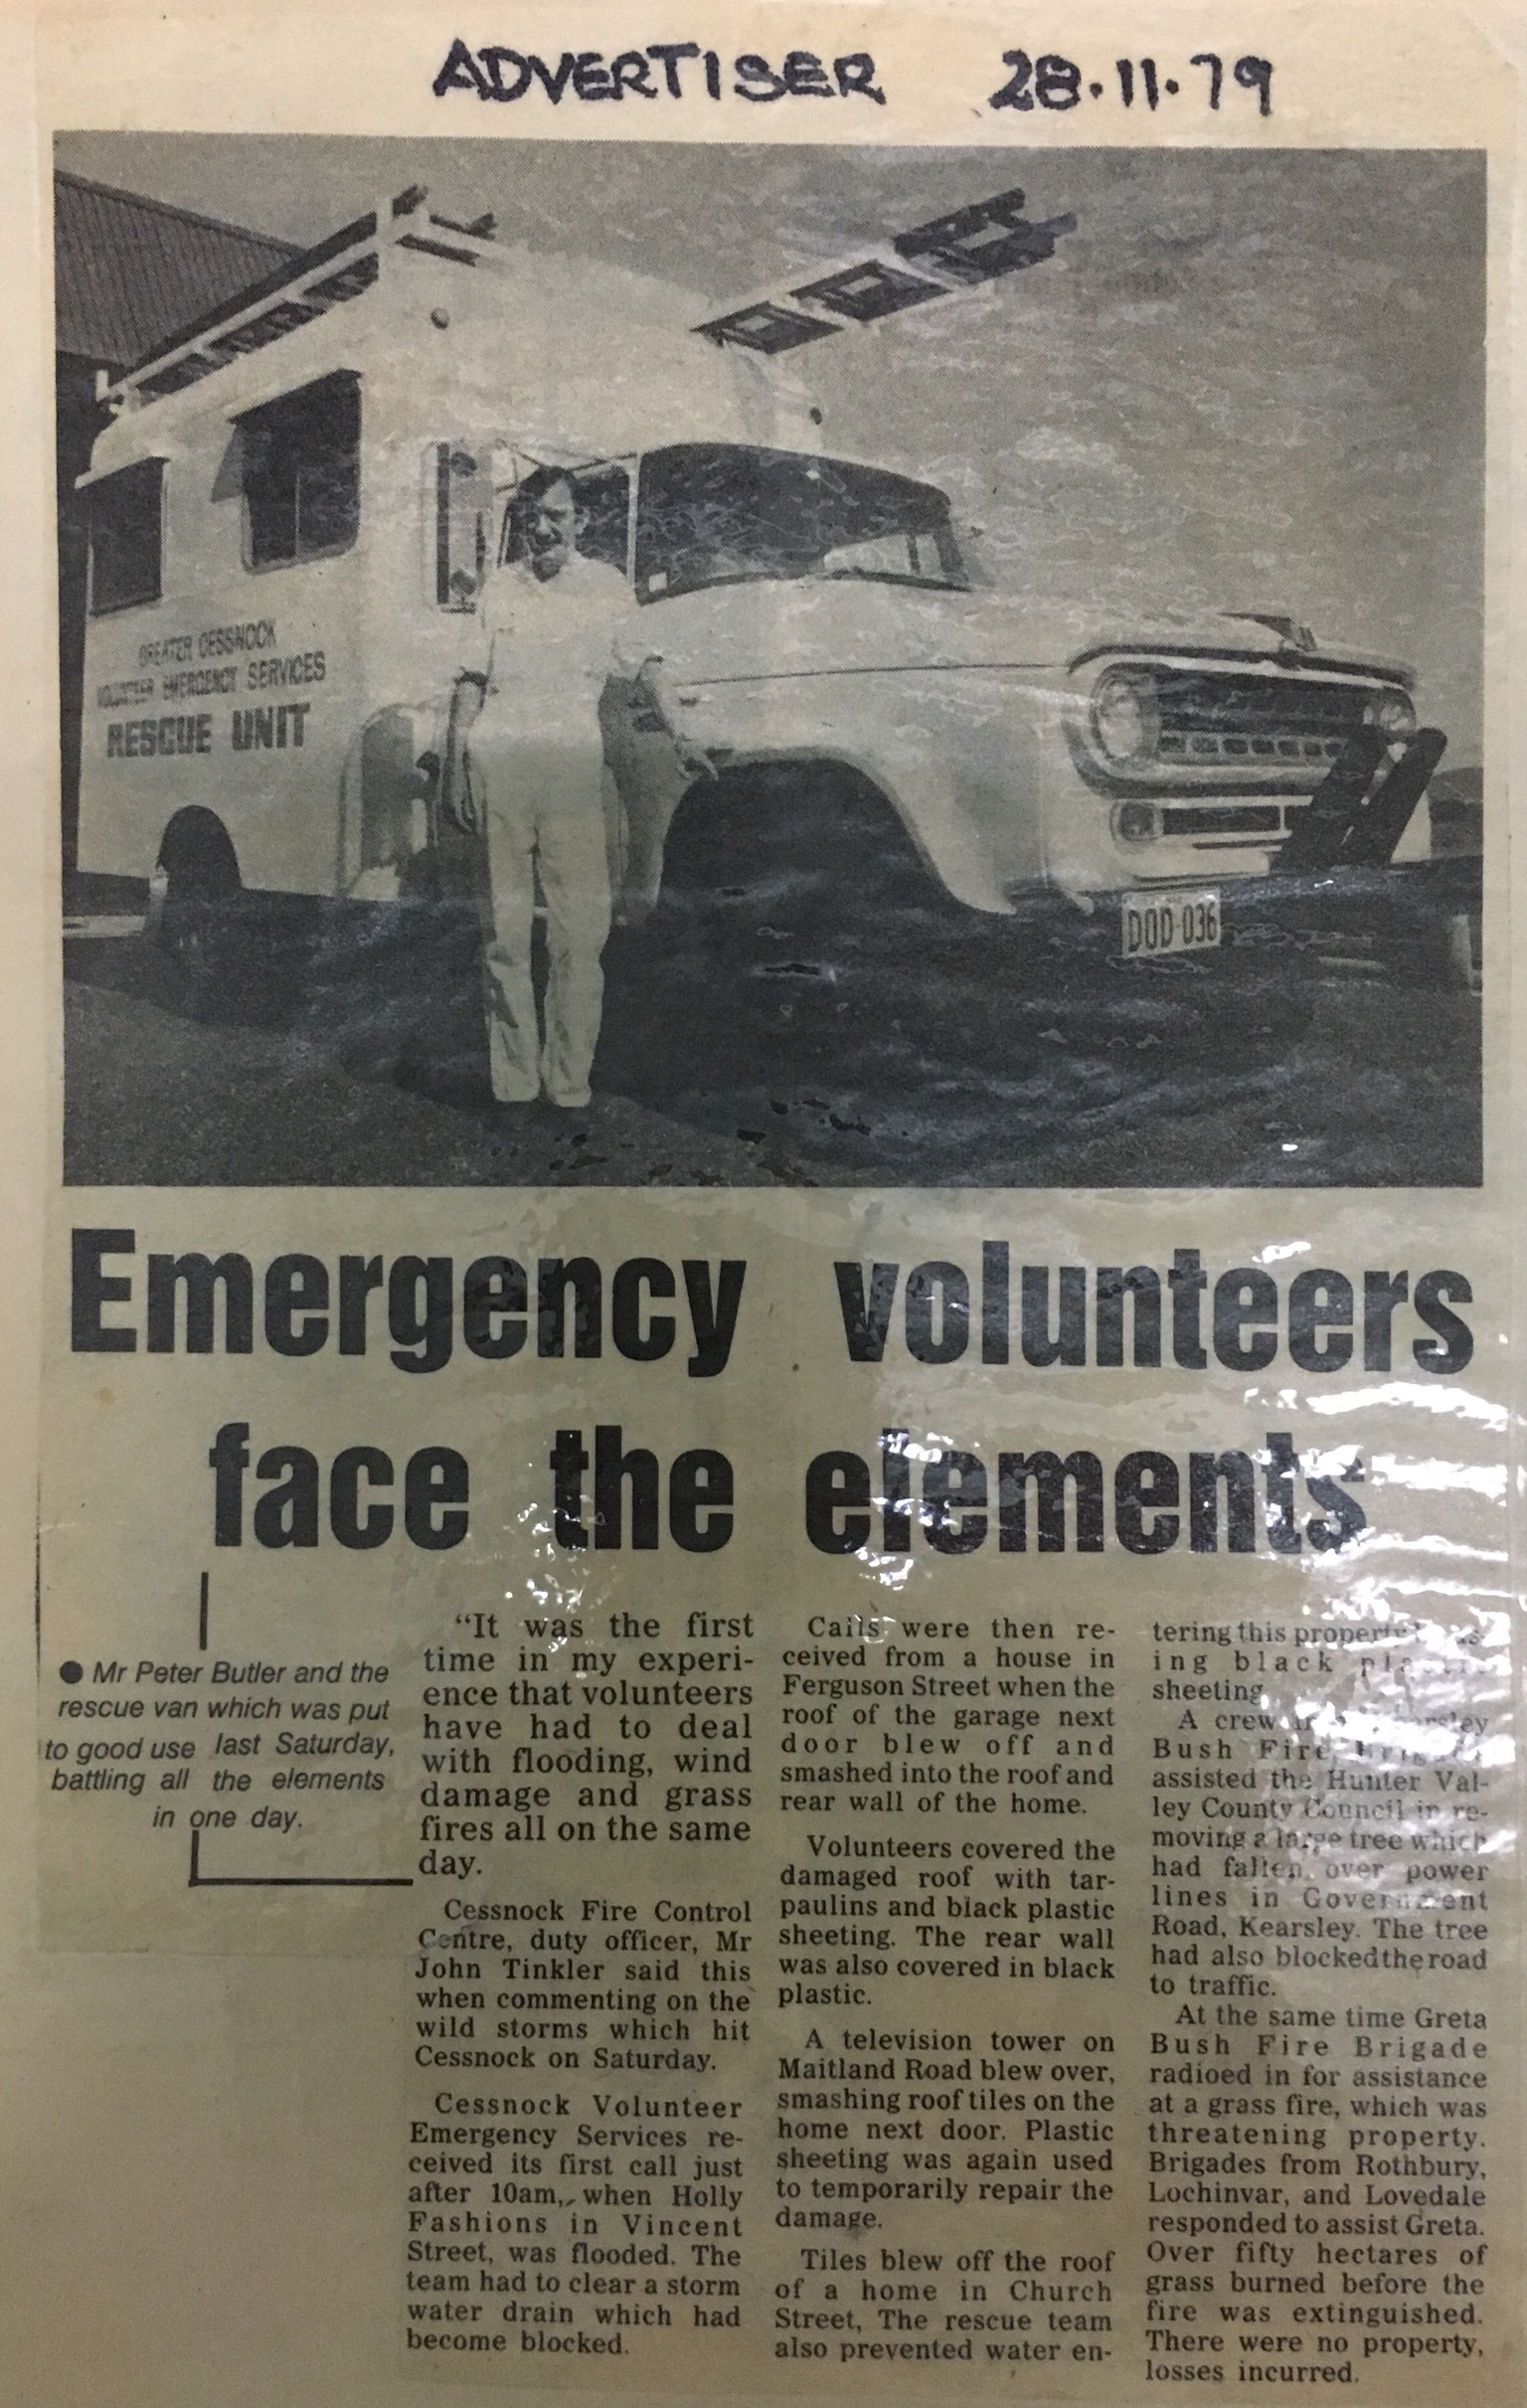 ADVERTISER 28.11.79
GREATER CESSNOCK
VOLUNTEER EMERGENCY SERVICES
RESCUE UNIT
DOD-036
Emergency volunteers
face the elements
● Mr Peter Butler and the
rescue van which was put
to good use last Saturday,
battling all the elements
in one day.
“It was the first
time in my experi-
ence that volunteers
have had to deal
with flooding, wind
damage and grass
fires all on the same
day.
Cessnock Fire Control
Centre, duty officer, Mr
John Tinkler said this
when commenting on the
wild storms which hit
Cessnock on Saturday.
Cessnock Volunteer
Emergency Services re-
ceived its first call just
after 10am, when Holly
Fashions in Vincent
Street, was flooded. The
team had to clear a storm
water drain which had
become blocked.
Calls were then re-
ceived from a house in
Ferguson Street when the
roof of the garage next
door blew off and
smashed into the roof and
rear wall of the home.
Volunteers covered the
damaged roof with tar-
paulins and black plastic
sheeting. The rear wall
was also covered in black
plastic.
A television tower on
Maitland Road blew over,
smashing roof tiles on the
home next door. Plastic
sheeting was again used
to temporarily repair the
damage.
Tiles blew off the roof
of a home in Church
Street, The rescue team
also prevented water en-
tering this property
ing black plastic
sheeting
A crew Kearsley
Bush Fire Brigade
assisted the Hunter Val-
ley County Council in re-
moving a large tree which
had fallen over power
lines in Government
Road, Kearsley. The tree
had also blocked the road
to traffic.
At the same time Greta
Bush Fire Brigade
radioed in for assistance
at a grass fire, which was
threatening property.
Brigades from Rothbury,
Lochinvar, and Lovedale
responded to assist Greta.
Over fifty hectares of
grass burned before the
fire was extinguished.
There were no property,
losses incurred.